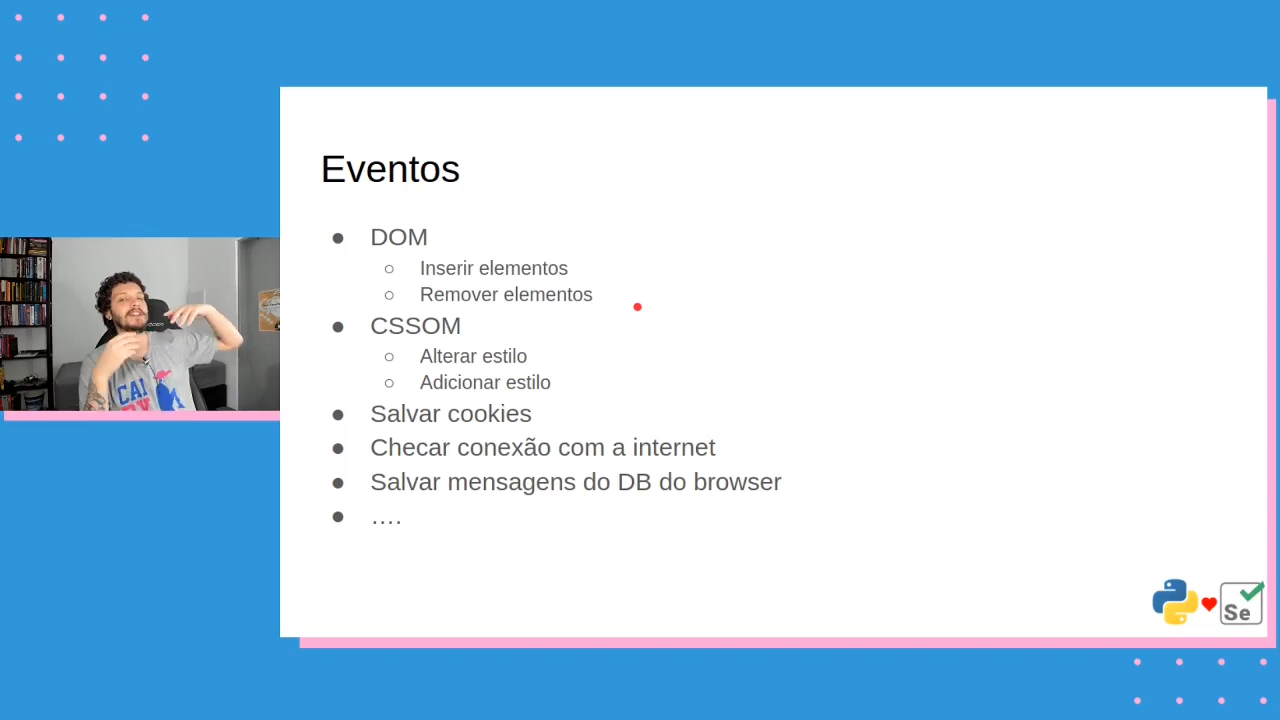 Eventos
● DOM
○ Inserir elementos
○ Remover elementos
● CSSOM
○ Alterar estilo
○ Adicionar estilo
● Salvar cookies
● Checar conexão com a internet
● Salvar mensagens do DB do browser
● ....
Se